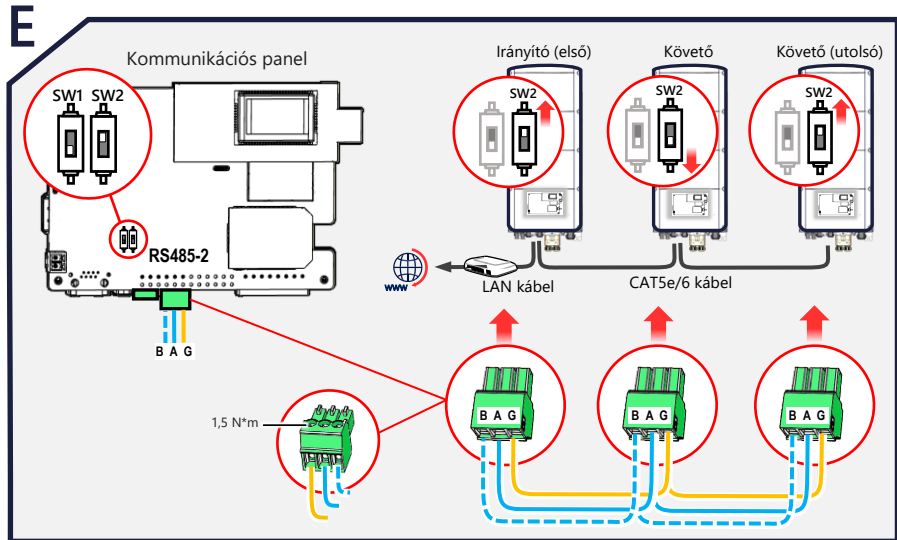 E
Kommunikációs panel
SW1 SW2
RS485-2
B A G
Irányító (első)
Követő
Követő (utolsó)
SW2
SW2
SW2
www
LAN kábel
CAT5e/6 kábel
1,5 N*m
B A G
B A G
B A G